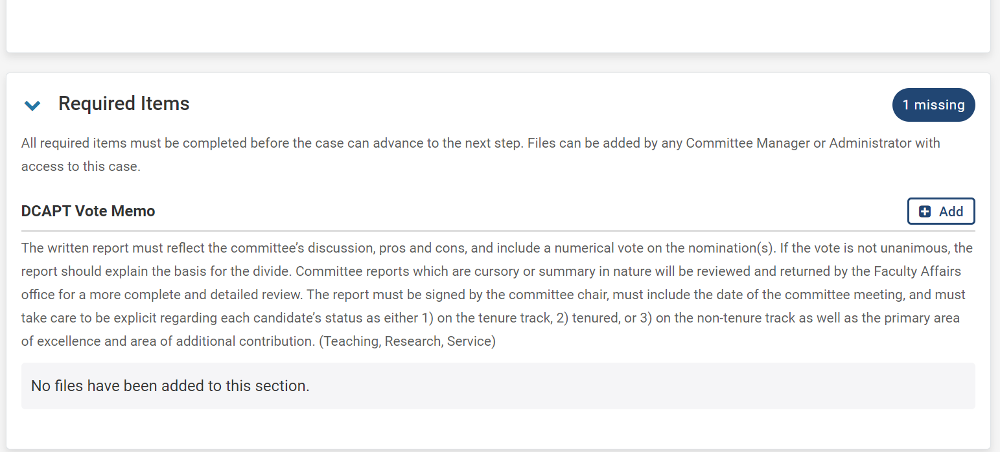 Required Items
1 missing
All required items must be completed before the case can advance to the next step. Files can be added by any Committee Manager or Administrator with
access to this case.
DCAPT Vote Memo
Add
The written report must reflect the committee’s discussion, pros and cons, and include a numerical vote on the nomination(s). If the vote is not unanimous, the
report should explain the basis for the divide. Committee reports which are cursory or summary in nature will be reviewed and returned by the Faculty Affairs
office for a more complete and detailed review. The report must be signed by the committee chair, must include the date of the committee meeting, and must
take care to be explicit regarding each candidate’s status as either 1) on the tenure track, 2) tenured, or 3) on the non-tenure track as well as the primary area
of excellence and area of additional contribution. (Teaching, Research, Service)
No files have been added to this section.